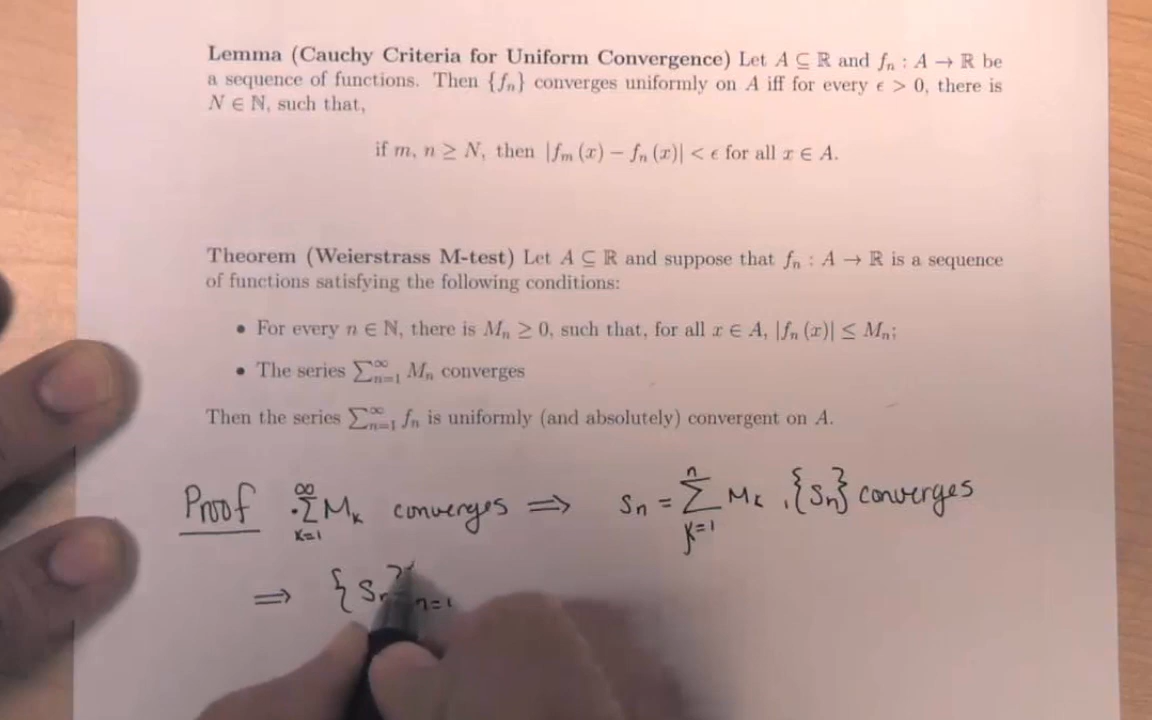 Lemma (Cauchy Criteria for Uniform Convergence) Let A ⊆ ℝ and fₙ : A → ℝ be
a sequence of functions. Then {fₙ} converges uniformly on A iff for every ϵ > 0, there is
N ∈ ℕ, such that,
if m, n ≥ N, then |fₘ (x) − fₙ (x)| < ϵ for all x ∈ A.
Theorem (Weierstrass M-test) Let A ⊆ ℝ and suppose that fₙ : A → ℝ is a sequence
of functions satisfying the following conditions:
• For every n ∈ ℕ, there is Mₙ ≥ 0, such that, for all x ∈ A, |fₙ (x)| ≤ Mₙ;
• The series ∑_{n=1}^∞ Mₙ converges
Then the series ∑_{n=1}^∞ fₙ is uniformly (and absolutely) convergent on A.
Proof ∑_{k=1}^∞ Mₖ converges ⟹ Sₙ = ∑_{k=1}^n Mₖ , {Sₙ} converges
⟹ {Sₙ}_{n=1}